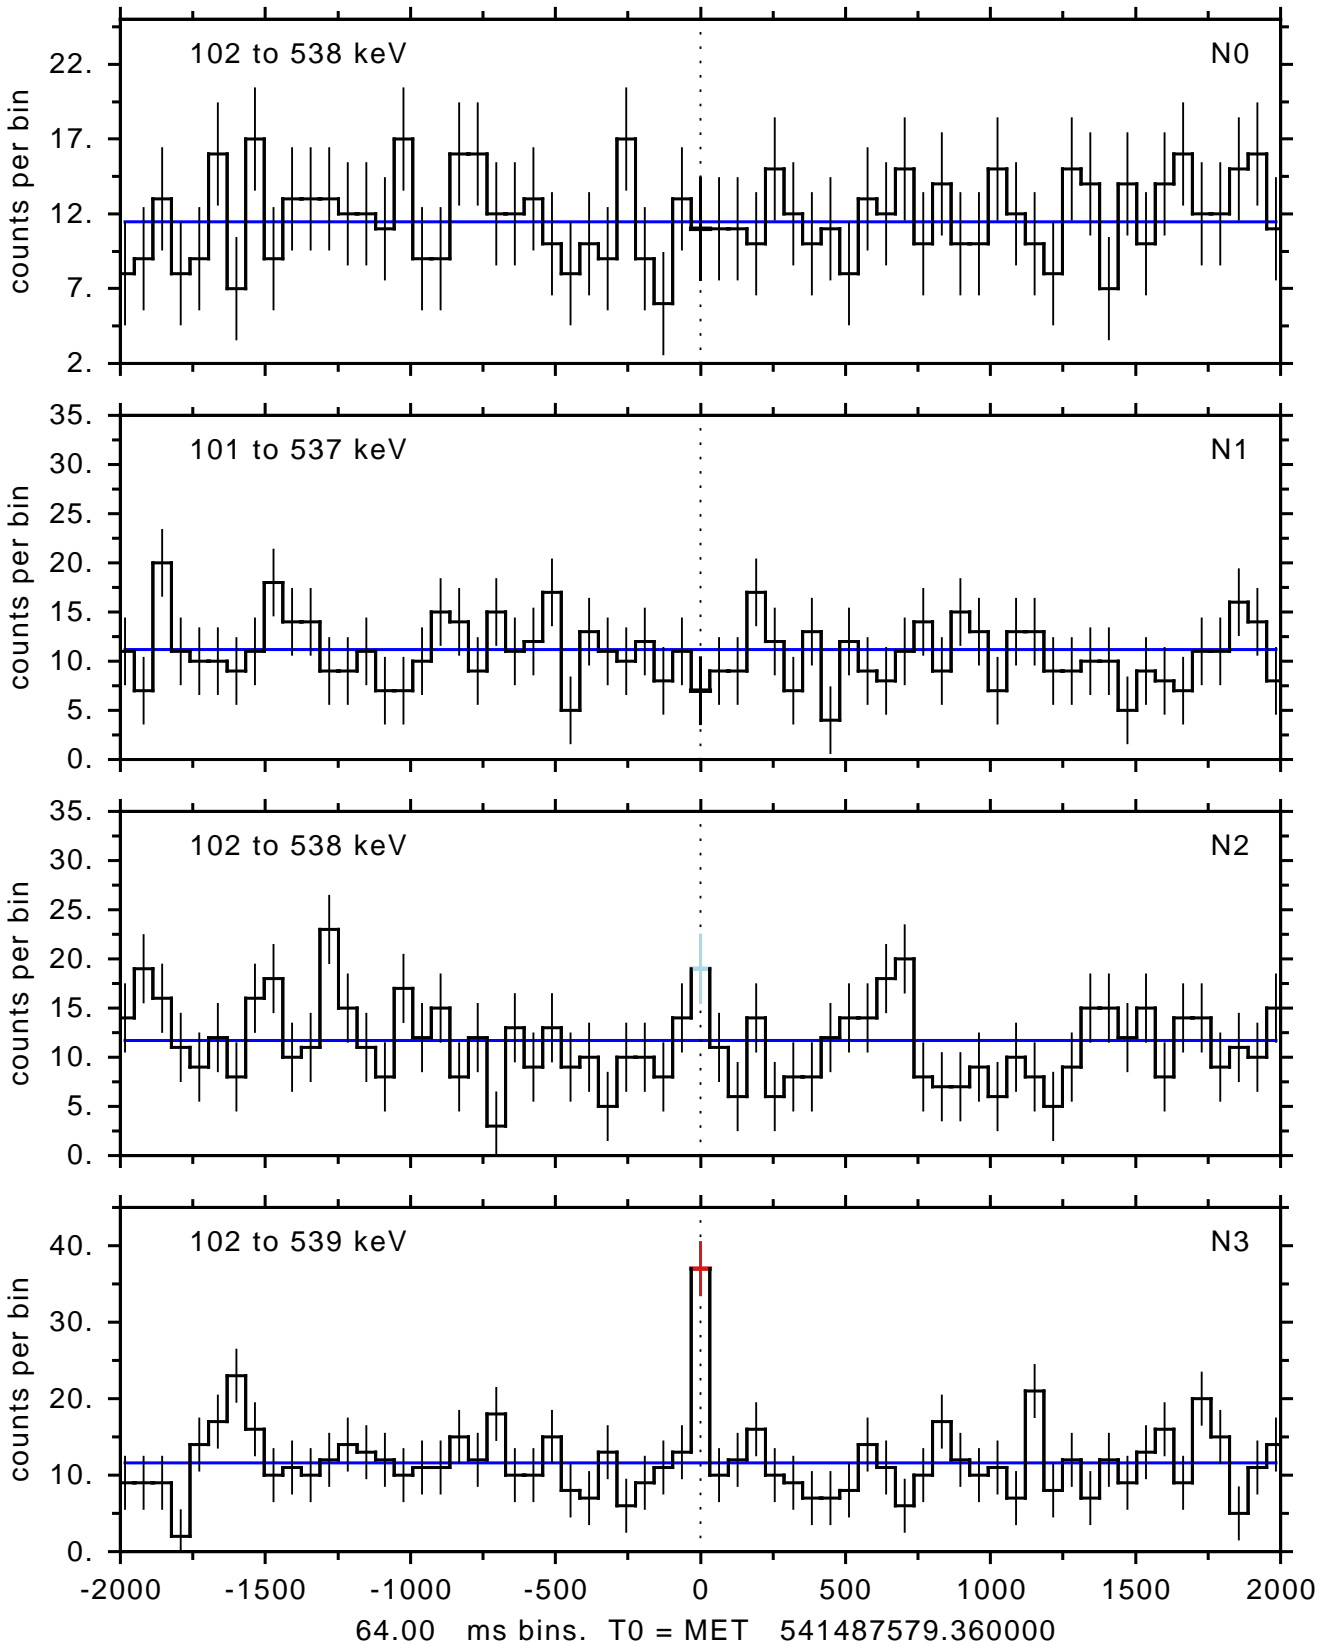 102 to 538 keV N0
counts per bin
22.
17.
12.
7.
2.
101 to 537 keV N1
counts per bin
35.
30.
25.
20.
15.
10.
5.
0.
102 to 538 keV N2
counts per bin
35.
30.
25.
20.
15.
10.
5.
0.
102 to 539 keV N3
counts per bin
40.
30.
20.
10.
0.
-2000 -1500 -1000 -500 0 500 1000 1500 2000
64.00 ms bins. T0 = MET 541487579.360000